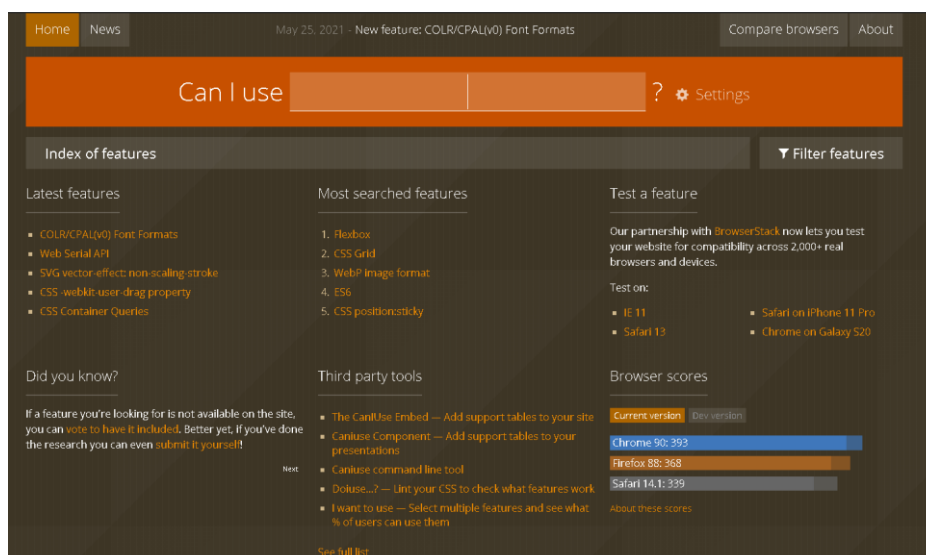 Home News May 25, 2021 - New feature: COLR/CPAL(v0) Font Formats Compare browsers About
Can I use ? Settings
Index of features Filter features
Latest features
COLR/CPAL(v0) Font Formats
Web Serial API
SVG vector-effect: non-scaling-stroke
CSS -webkit-user-drag property
CSS Container Queries
Most searched features
1. Flexbox
2. CSS Grid
3. WebP image format
4. ES6
5. CSS position:sticky
Test a feature
Our partnership with BrowserStack now lets you test
your website for compatibility across 2,000+ real
browsers and devices.
Test on:
IE 11
Safari 13
Safari on iPhone 11 Pro
Chrome on Galaxy S20
Did you know?
If a feature you're looking for is not available on the site,
you can vote to have it included. Better yet, if you've done
the research you can even submit it yourself!
Next
Third party tools
The CanIUse Embed — Add support tables to your site
Caniuse Component — Add support tables to your
presentations
Caniuse command line tool
Doiuse...? — Lint your CSS to check what features work
I want to use — Select multiple features and see what
% of users can use them
See full list
Browser scores
Current version Dev version
Chrome 90: 393
Firefox 88: 368
Safari 14.1: 339
About these scores